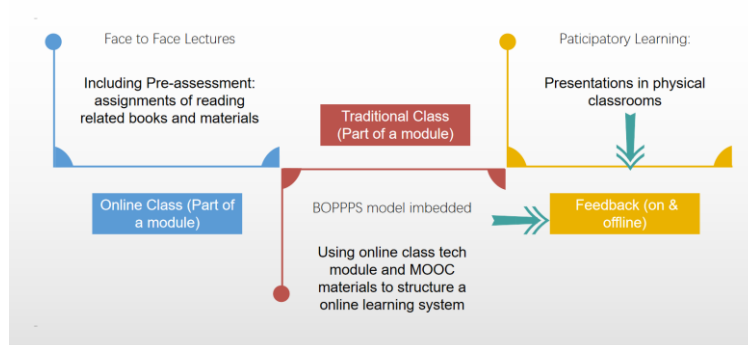 Face to Face Lectures
Including Pre-assessment:
assignments of reading
related books and materials
Online Class (Part of
a module)
Traditional Class
(Part of a module)
BOPPPS model imbedded
Using online class tech
module and MOOC
materials to structure a
online learning system
Paticipatory Learning:
Presentations in physical
classrooms
Feedback (on &
offline)